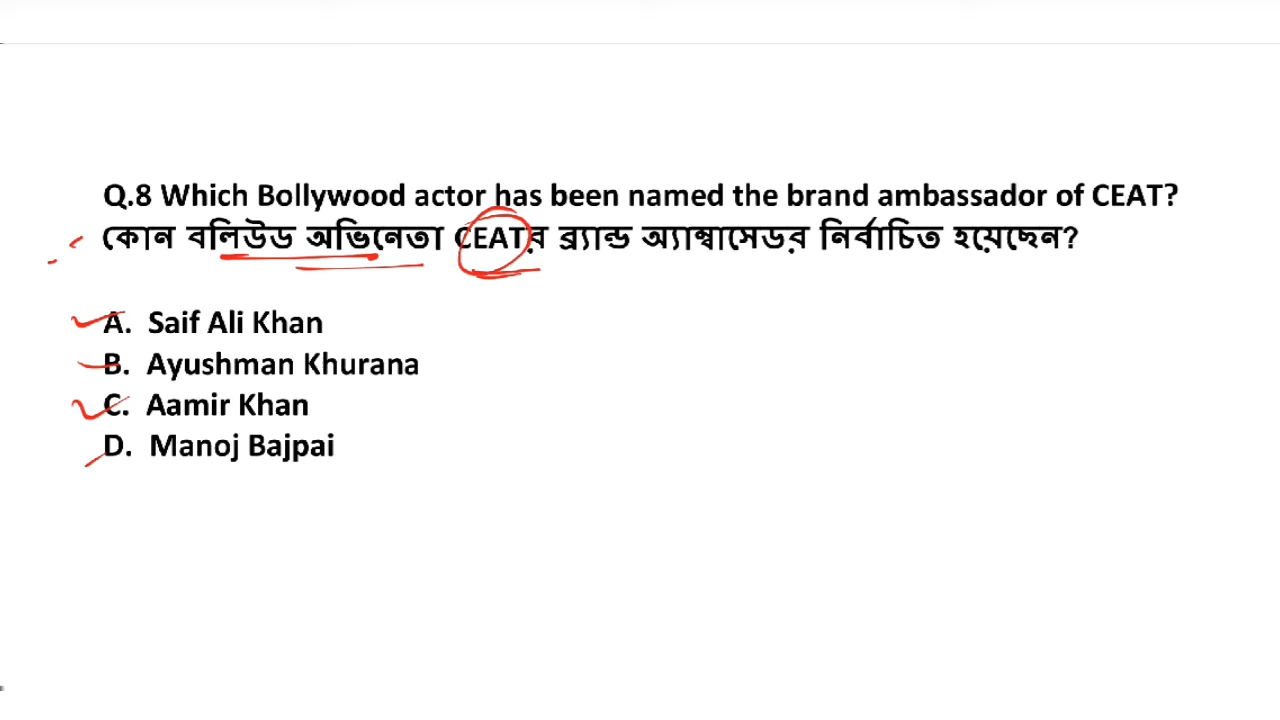 Q.8 Which Bollywood actor has been named the brand ambassador of CEAT?
কোন বলিউড অভিনেতা CEATর ব্র্যান্ড অ্যাম্বাসেডর নির্বাচিত হয়েছেন?
A. Saif Ali Khan
B. Ayushman Khurana
C. Aamir Khan
D. Manoj Bajpai